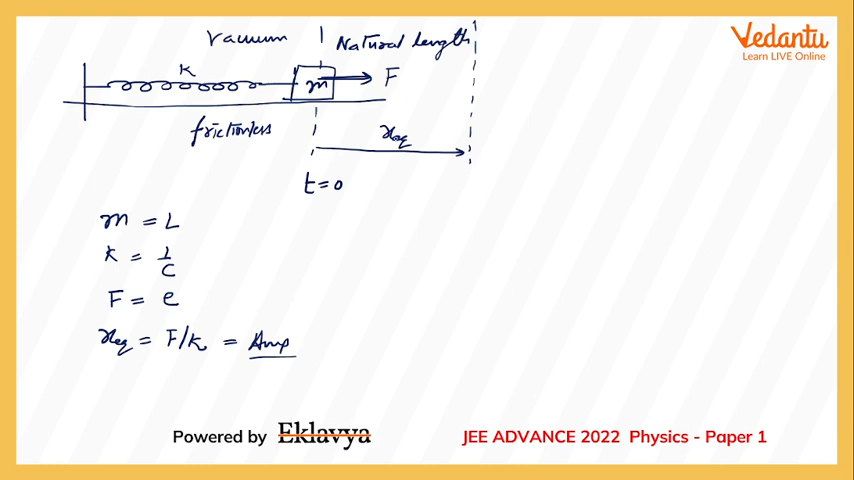 Vacuum
Natural length
Vedantu
Learn LIVE Online
K
m
F
frictionless
xeq
t = 0
m = L
k = 1/C
F = e
xeq = F/k = Amp
Powered by Eklavya
JEE ADVANCE 2022 Physics - Paper 1